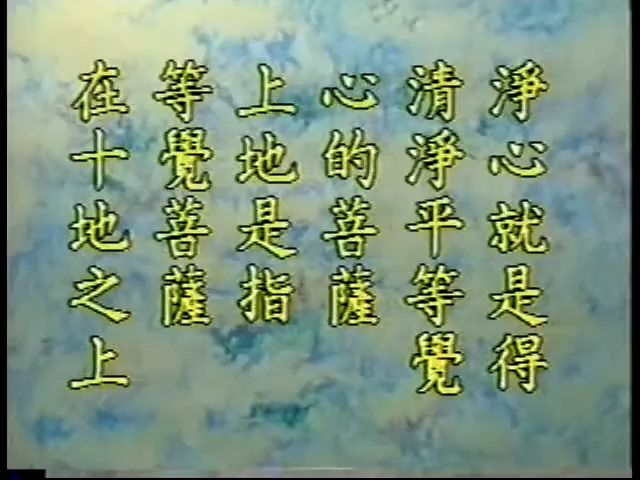 淨心就是得
清淨平等覺
心的菩薩
上地是指
等覺菩薩
在十地之上